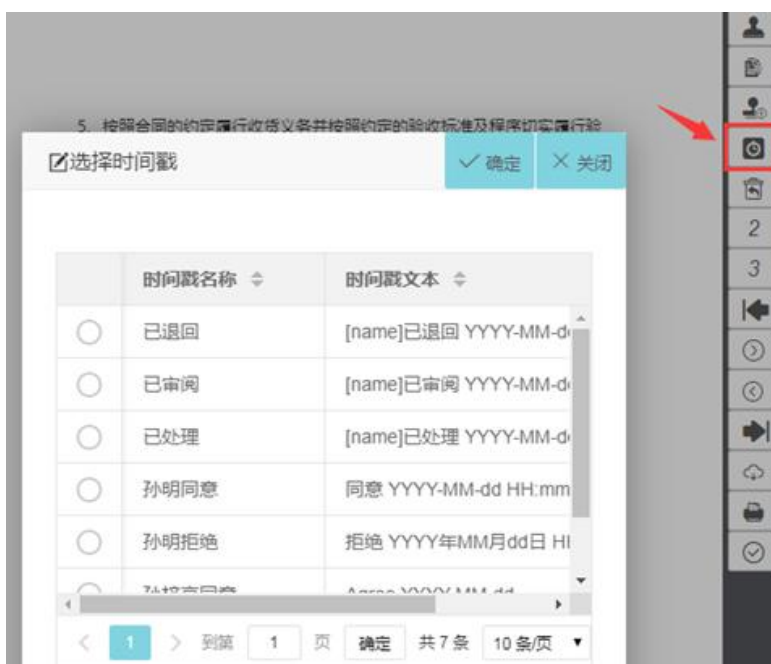 5. 按照合同的约定履行收货义务并按照约定的验收标准及程序切实履行验
选择时间戳
确定
关闭
时间戳名称 时间戳文本
已退回 [name]已退回 YYYY-MM-d
已审阅 [name]已审阅 YYYY-MM-d
已处理 [name]已处理 YYYY-MM-d
孙明同意 同意 YYYY-MM-dd HH:mm
孙明拒绝 拒绝 YYYY年MM月dd日 H
Agree YYYY-MM-dd
1 到第 1 页 确定 共 7 条 10 条/页
2
3